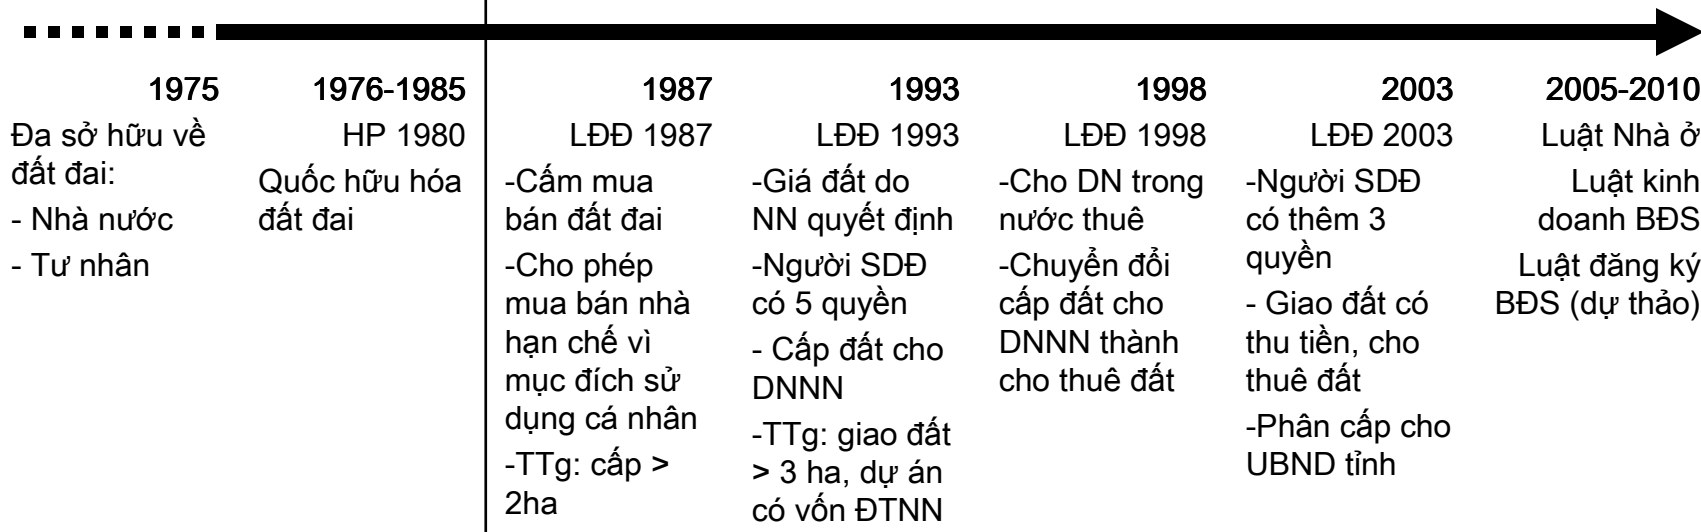 1975
Đa sở hữu về
đất đai:
- Nhà nước
- Tư nhân
1976-1985
HP 1980
Quốc hữu hóa
đất đai
1987
LĐĐ 1987
-Cấm mua
bán đất đai
-Cho phép
mua bán nhà
hạn chế vì
mục đích sử
dụng cá nhân
-TTg: cấp >
2ha
1993
LĐĐ 1993
-Giá đất do
NN quyết định
-Người SDĐ
có 5 quyền
- Cấp đất cho
DNNN
-TTg: giao đất
> 3 ha, dự án
có vốn ĐTNN
1998
LĐĐ 1998
-Cho DN trong
nước thuê
-Chuyển đổi
cấp đất cho
DNNN thành
cho thuê đất
2003
LĐĐ 2003
-Người SDĐ
có thêm 3
quyền
- Giao đất có
thu tiền, cho
thuê đất
-Phân cấp cho
UBND tỉnh
2005-2010
Luật Nhà ở
Luật kinh
doanh BĐS
Luật đăng ký
BĐS (dự thảo)